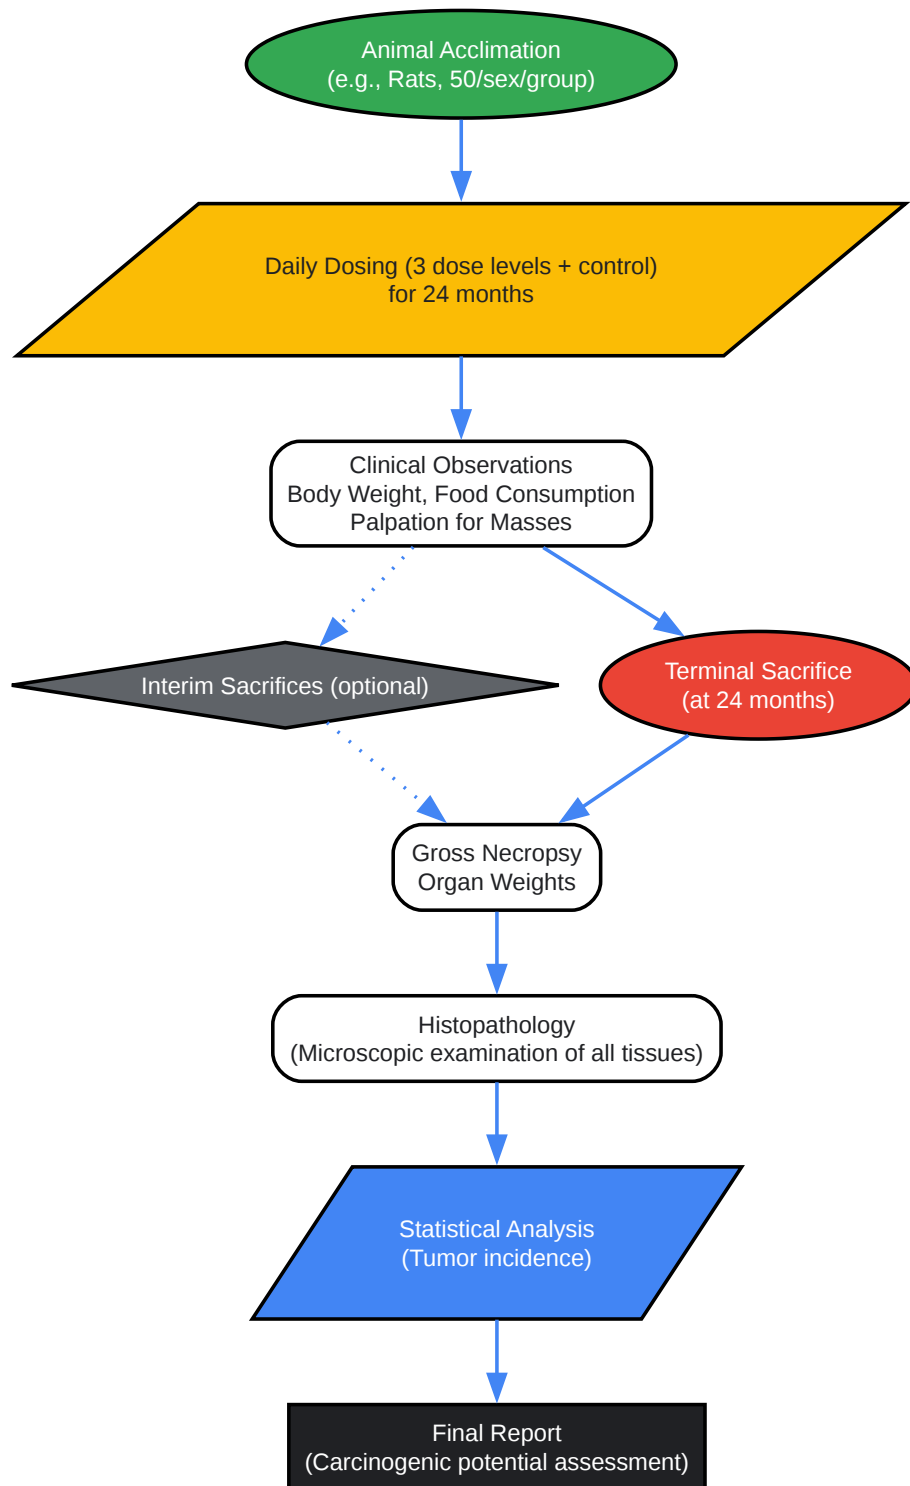 Animal Acclimation
(e.g., Rats, 50/sex/group)
Daily Dosing (3 dose levels + control)
for 24 months
Clinical Observations
Body Weight, Food Consumption
Palpation for Masses
Interim Sacrifices (optional)
Terminal Sacrifice
(at 24 months)
Gross Necropsy
Organ Weights
Histopathology
(Microscopic examination of all tissues)
Statistical Analysis
(Tumor incidence)
Final Report
(Carcinogenic potential assessment)